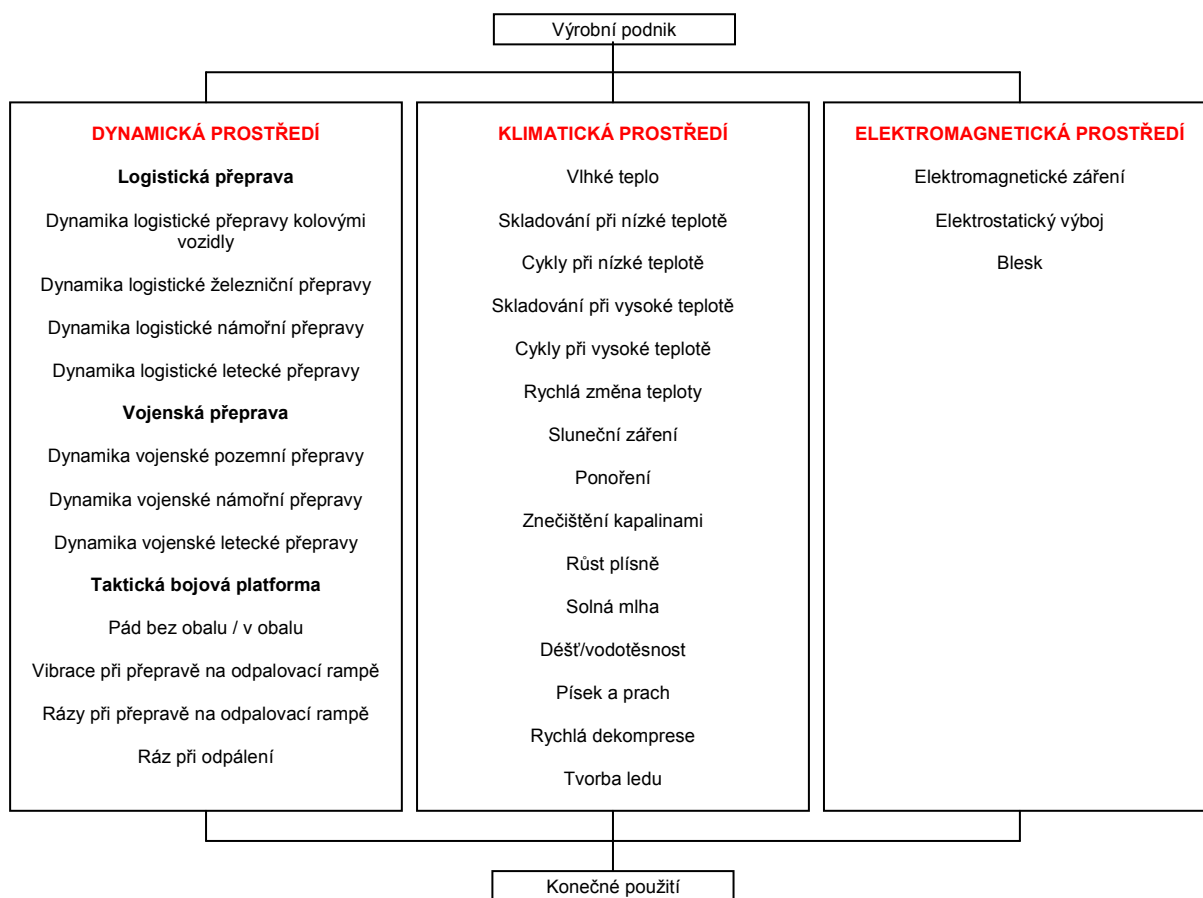 Výrobní podnik
DYNAMICKÁ PROSTŘEDÍ
Logistická přeprava
Dynamika logistické přepravy kolovými
vozidly
Dynamika logistické železniční přepravy
Dynamika logistické námořní přepravy
Dynamika logistické letecké přepravy
Vojenská přeprava
Dynamika vojenské pozemní přepravy
Dynamika vojenské námořní přepravy
Dynamika vojenské letecké přepravy
Taktická bojová platforma
Pád bez obalu / v obalu
Vibrace při přepravě na odpalovací rampě
Rázy při přepravě na odpalovací rampě
Ráz při odpálení
KLIMATICKÁ PROSTŘEDÍ
Vlhké teplo
Skladování při nízké teplotě
Cykly při nízké teplotě
Skladování při vysoké teplotě
Cykly při vysoké teplotě
Rychlá změna teploty
Sluneční záření
Ponoření
Znečištění kapalinami
Růst plísně
Solná mlha
Déšť/vodotěsnost
Písek a prach
Rychlá dekomprese
Tvorba ledu
ELEKTROMAGNETICKÁ PROSTŘEDÍ
Elektromagnetické záření
Elektrostatický výboj
Blesk
Konečné použití